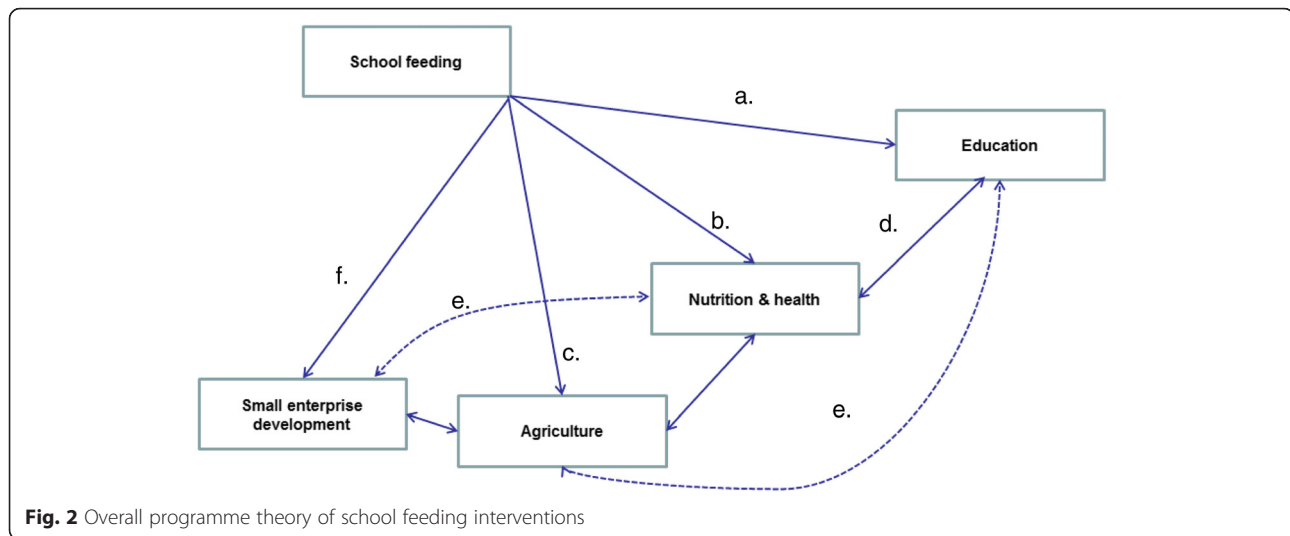 School feeding
a.
Education
b.
d.
f.
Nutrition & health
e.
c.
Small enterprise
development
Agriculture
e.
Fig. 2 Overall programme theory of school feeding interventions